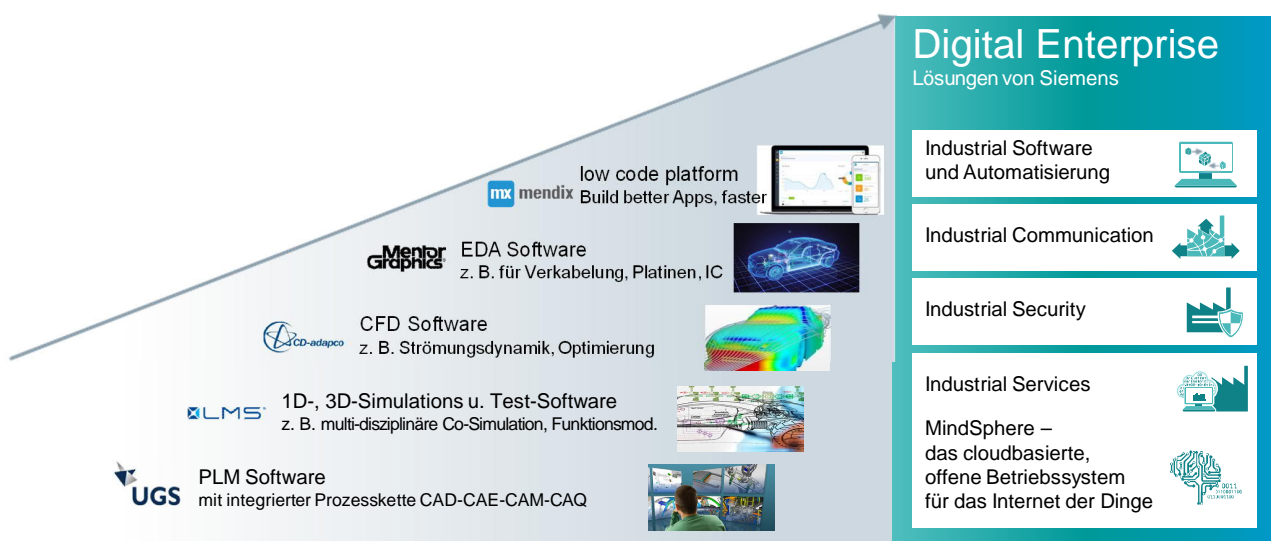 Digital Enterprise
Lösungen von Siemens
mx mendix
low code platform
Build better Apps, faster
Mentor
Graphics
EDA Software
z. B. für Verkabelung, Platinen, IC
CD-adapco
CFD Software
z. B. Strömungsdynamik, Optimierung
LMS
1D-, 3D-Simulations u. Test-Software
z. B. multi-disziplinäre Co-Simulation, Funktionsmod.
UGS
PLM Software
mit integrierter Prozesskette CAD-CAE-CAM-CAQ
Industrial Software
und Automatisierung
Industrial Communication
Industrial Security
Industrial Services
MindSphere –
das cloudbasierte,
offene Betriebssystem
für das Internet der Dinge